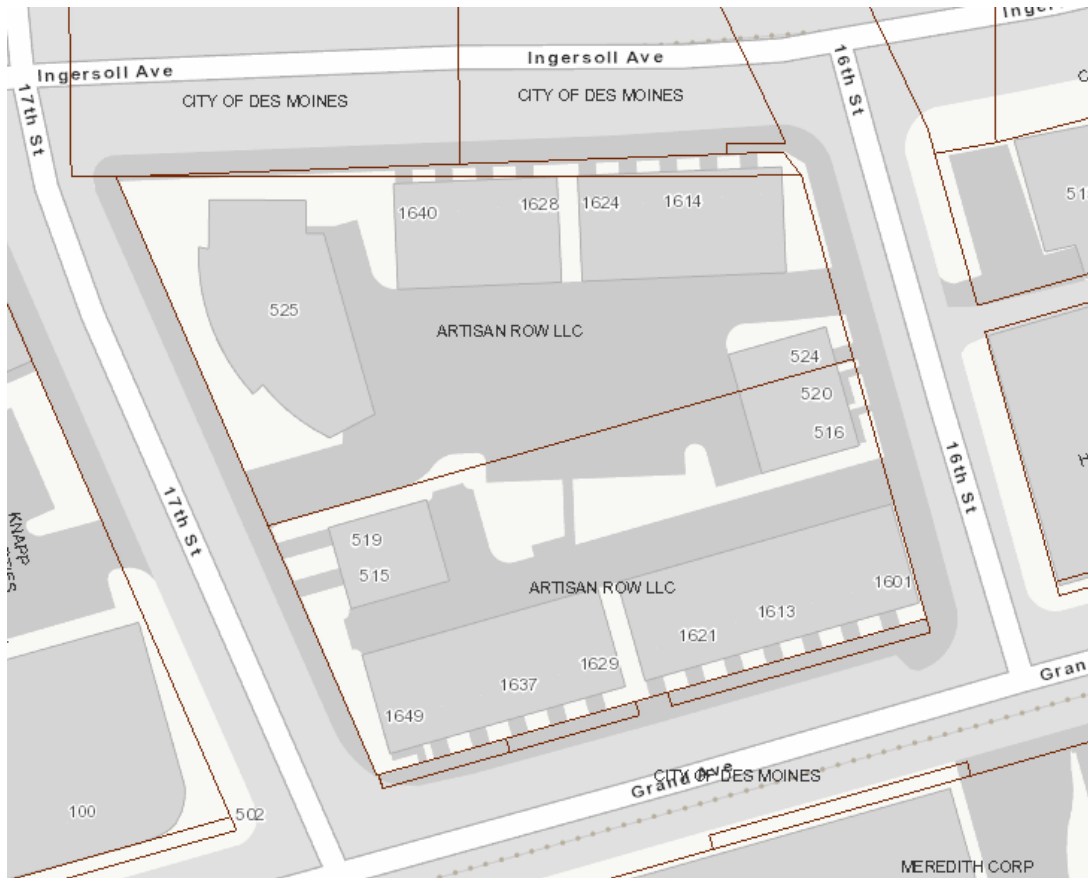 Ingersoll Ave
Ingersoll Ave
16th St
17th St
CITY OF DES MOINES
CITY OF DES MOINES
1640
1628
1624
1614
525
ARTISAN ROW LLC
524
520
516
16th St
17th St
KNAPP
519
515
ARTISAN ROW LLC
1601
1613
1621
1629
1637
1649
Grand Ave
CITY OF DES MOINES
100
502
MEREDITH CORP